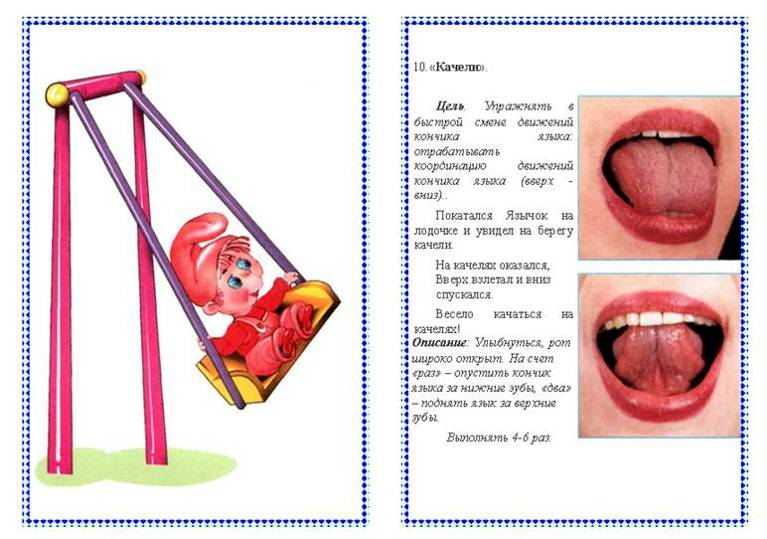 10. «Качели».
Цель. Упражнять в
быстрой смене движений
кончика языка:
отрабатывать
координацию движений
кончика языка (вверх -
вниз)..
Покатался Язычок на
лодочке и увидел на берегу
качели.
На качелях оказался,
Вверх взлетал и вниз
спускался.
Весело качаться на
качелях!
Описание: Улыбнуться, рот
широко открыт. На счет
«раз» – опустить кончик
языка за нижние зубы, «два»
– поднять язык за верхние
зубы.
Выполнять 4-6 раз.